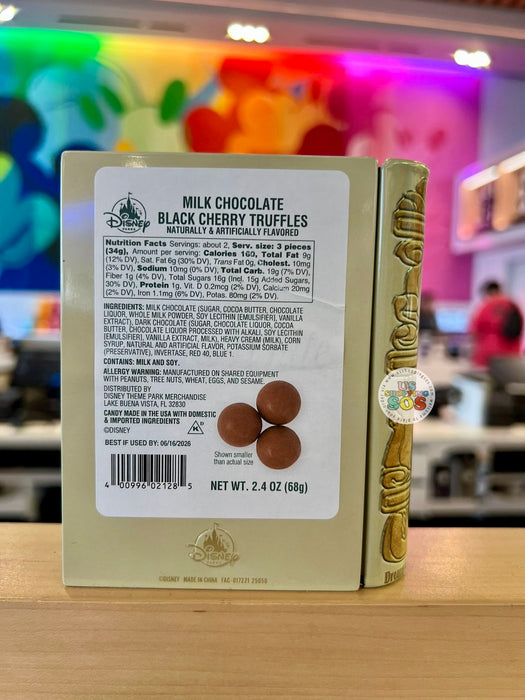 Disney
PARKS
MILK CHOCOLATE
BLACK CHERRY TRUFFLES
NATURALLY & ARTIFICIALLY FLAVORED
Nutrition Facts Servings: about 2, Serv. size: 3 pieces
(34g), Amount per serving: Calories 160, Total Fat 9g
(12% DV), Sat. Fat 6g (30% DV), Trans Fat 0g, Cholest. 10mg
(3% DV), Sodium 10mg (0% DV), Total Carb. 19g (7% DV),
Fiber 1g (4% DV), Total Sugars 16g (Incl. 15g Added Sugars,
30% DV), Protein 1g, Vit. D 0.2mcg (2% DV), Calcium 20mg
(2% DV), Iron 1.1mg (6% DV), Potas. 80mg (2% DV).
INGREDIENTS: MILK CHOCOLATE (SUGAR, COCOA BUTTER, CHOCOLATE
LIQUOR, WHOLE MILK POWDER, SOY LECITHIN [EMULSIFIER], VANILLA
EXTRACT), DARK CHOCOLATE (SUGAR, CHOCOLATE LIQUOR, COCOA
BUTTER, CHOCOLATE LIQUOR PROCESSED WITH ALKALI, SOY LECITHIN
[EMULSIFIER], VANILLA EXTRACT, MILK), HEAVY CREAM (MILK), CORN
SYRUP, NATURAL AND ARTIFICIAL FLAVOR, POTASSIUM SORBATE
(PRESERVATIVE), INVERTASE, RED 40, BLUE 1.
CONTAINS: MILK AND SOY.
ALLERGY WARNING: MANUFACTURED ON SHARED EQUIPMENT
WITH PEANUTS, TREE NUTS, WHEAT, EGGS, AND SESAME.
DISTRIBUTED BY
DISNEY THEME PARK MERCHANDISE
LAKE BUENA VISTA, FL 32830
CANDY MADE IN THE USA WITH DOMESTIC
& IMPORTED INGREDIENTS
©DISNEY
BEST IF USED BY: 06/16/2026
Shown smaller
than actual size
4 00996 02128 5
NET WT. 2.4 OZ (68g)
Disney
PARKS
©DISNEY MADE IN CHINA FAC-017231 25058
US
SOS